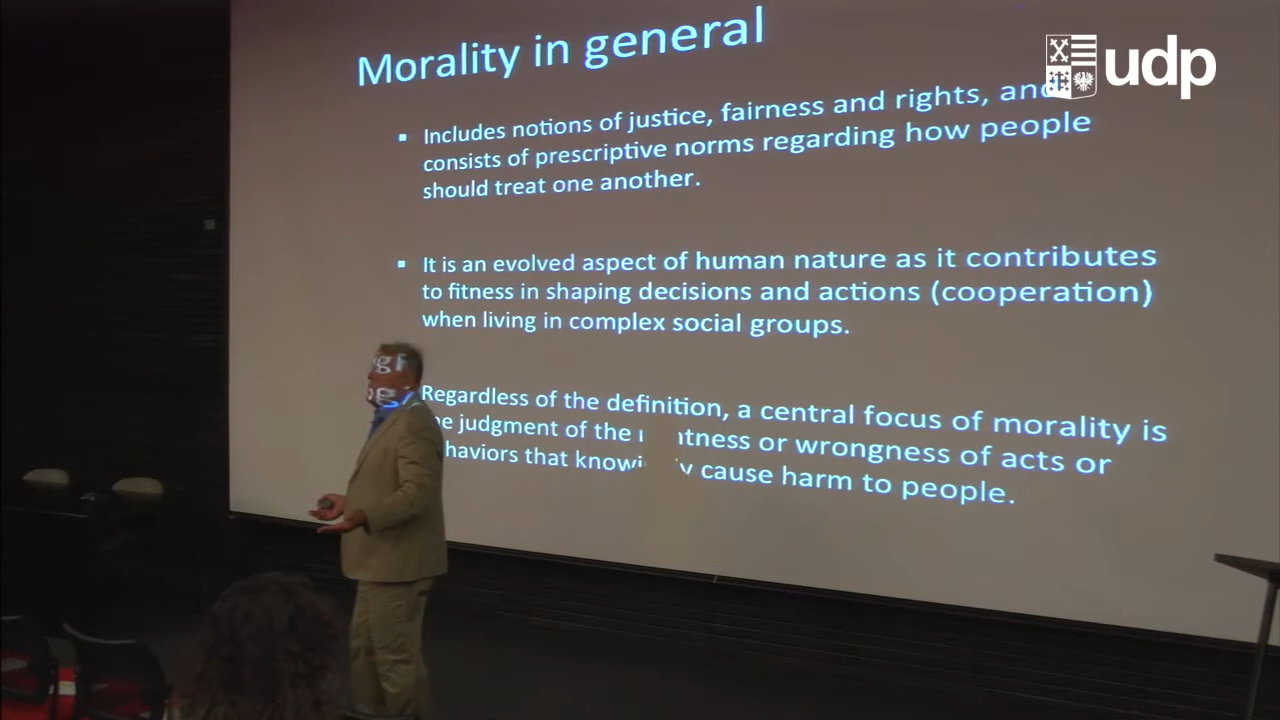 Morality in general
udp
▪ Includes notions of justice, fairness and rights, and
consists of prescriptive norms regarding how people
should treat one another.
▪ It is an evolved aspect of human nature as it contributes
to fitness in shaping decisions and actions (cooperation)
when living in complex social groups.
Regardless of the definition, a central focus of morality is
judgment of the or wrongness of acts or
that cause harm to people.